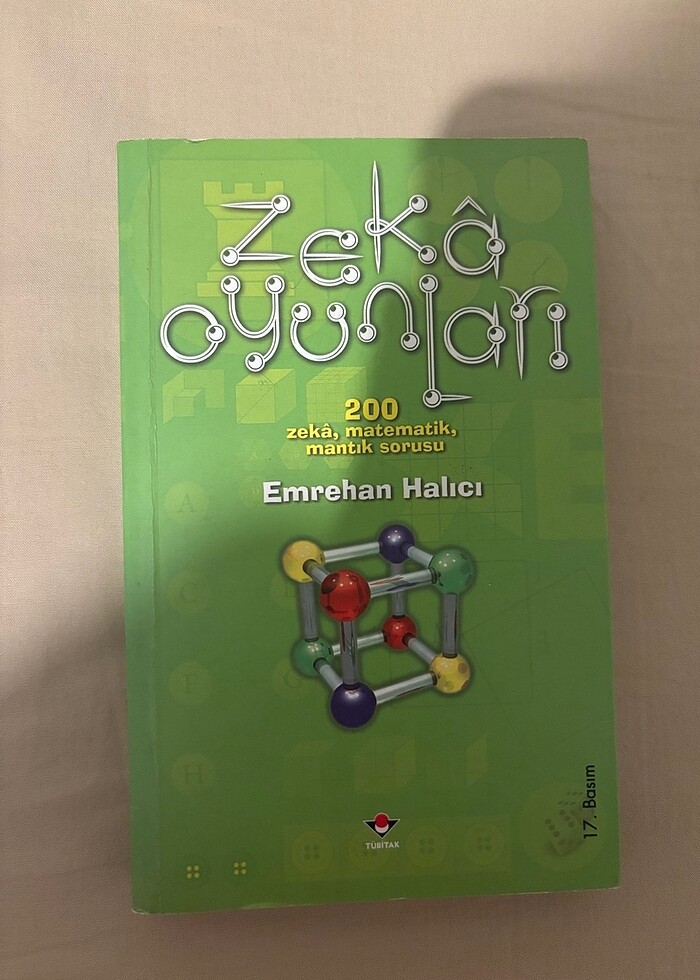 Zekâ
oyunları
200
zekâ, matematik,
mantık sorusu
Emrehan Halıcı
17. Basım
TÜBİTAK
A
C
F
H